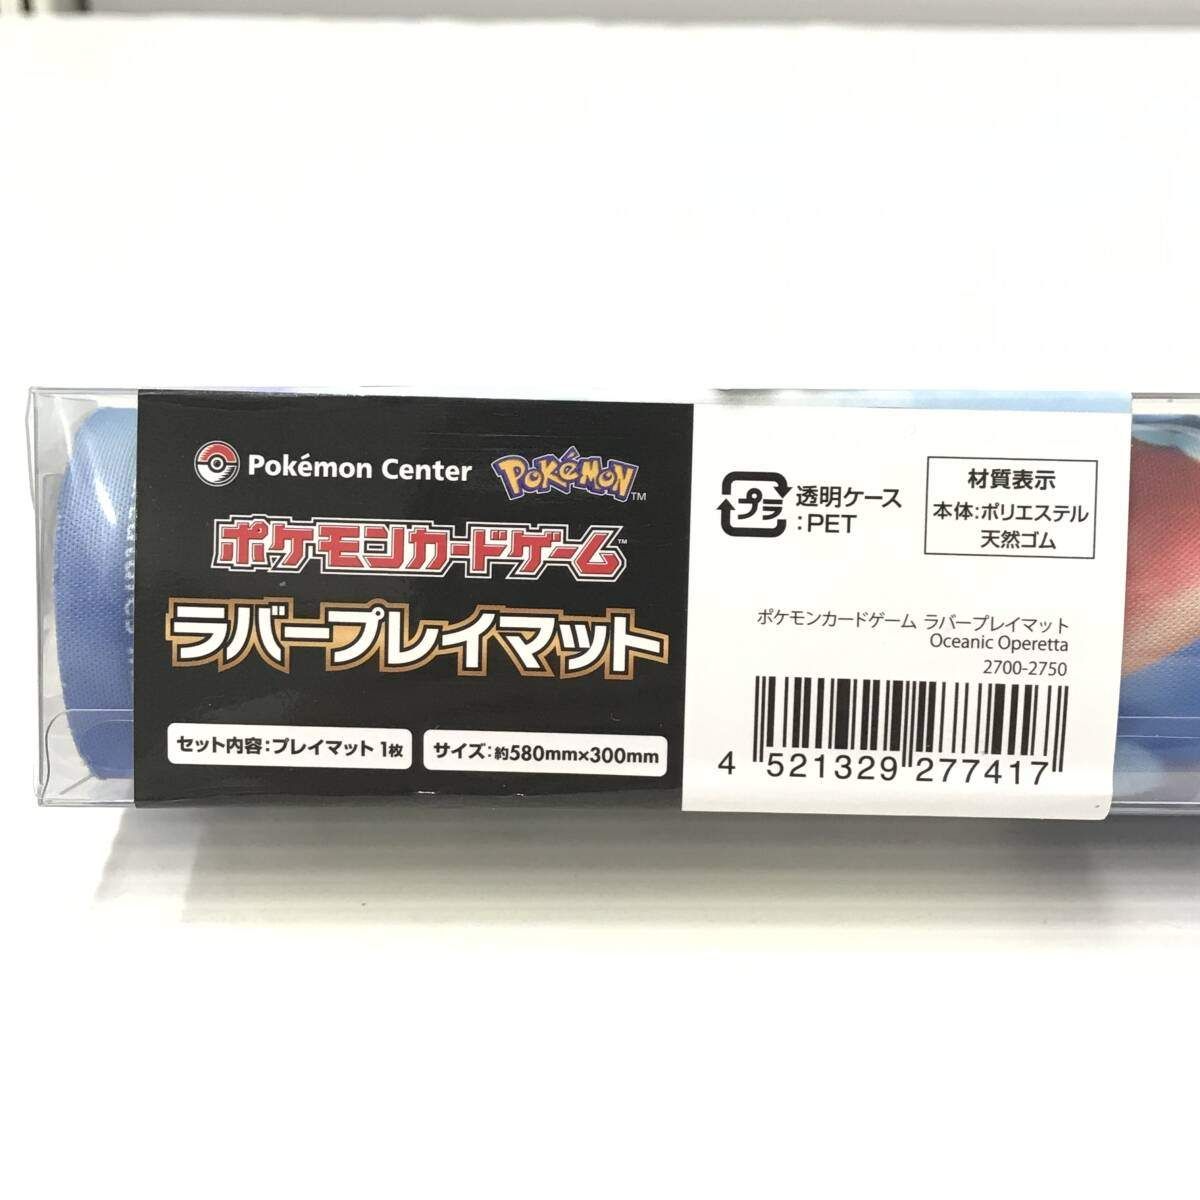 Pokémon Center
POKéMON TM
ポケモンカードゲーム TM
ラバープレイマット
セット内容：プレイマット 1枚
サイズ：約580mm×300mm
プラ
透明ケース
：PET
材質表示
本体：ポリエステル
天然ゴム
ポケモンカードゲーム ラバープレイマット
Oceanic Operetta
2700-2750
4 521329 277417